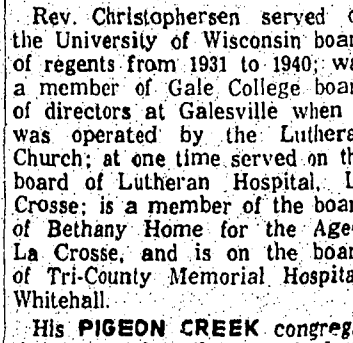 Rev. Christophersen served
the University of Wisconsin boar
of regents from 1931 to 1940; wa
a member of Gale College boar
of directors at Galesville when
was operated by the Luthera
Church; at one time served on th
board of Lutheran Hospital, L
Crosse; is a member of the boar
of Bethany Home for the Age
La Crosse, and is on the boar
of Tri-County Memorial Hospita
Whitehall.
His PIGEON CREEK congreg